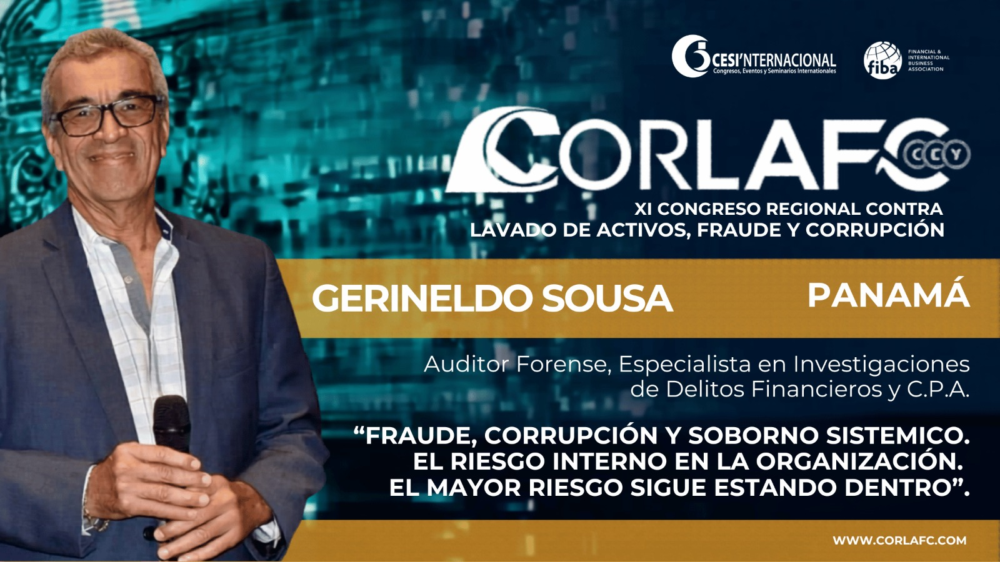 CESI'NTERNACIONAL
Congresos, Eventos y Seminarios Internacionales
fiba
FINANCIAL &
INTERNATIONAL
BUSINESS
ASSOCIATION
CORLAFC
CCY
XI CONGRESO REGIONAL CONTRA
LAVADO DE ACTIVOS, FRAUDE Y CORRUPCIÓN
GERINELDO SOUSA
PANAMÁ
Auditor Forense, Especialista en Investigaciones
de Delitos Financieros y C.P.A.
“FRAUDE, CORRUPCIÓN Y SOBORNO SISTEMICO.
EL RIESGO INTERNO EN LA ORGANIZACIÓN.
EL MAYOR RIESGO SIGUE ESTANDO DENTRO”.
WWW.CORLAFC.COM